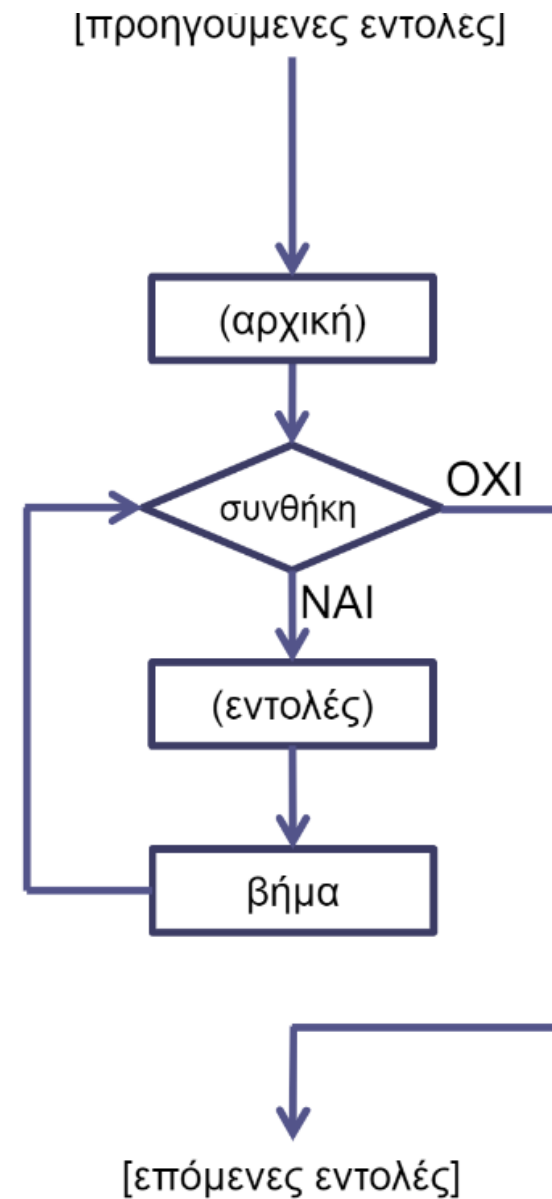 [προηγούμενες εντολές]
(αρχική)
συνθήκη
ΟΧΙ
ΝΑΙ
(εντολές)
βήμα
[επόμενες εντολές]